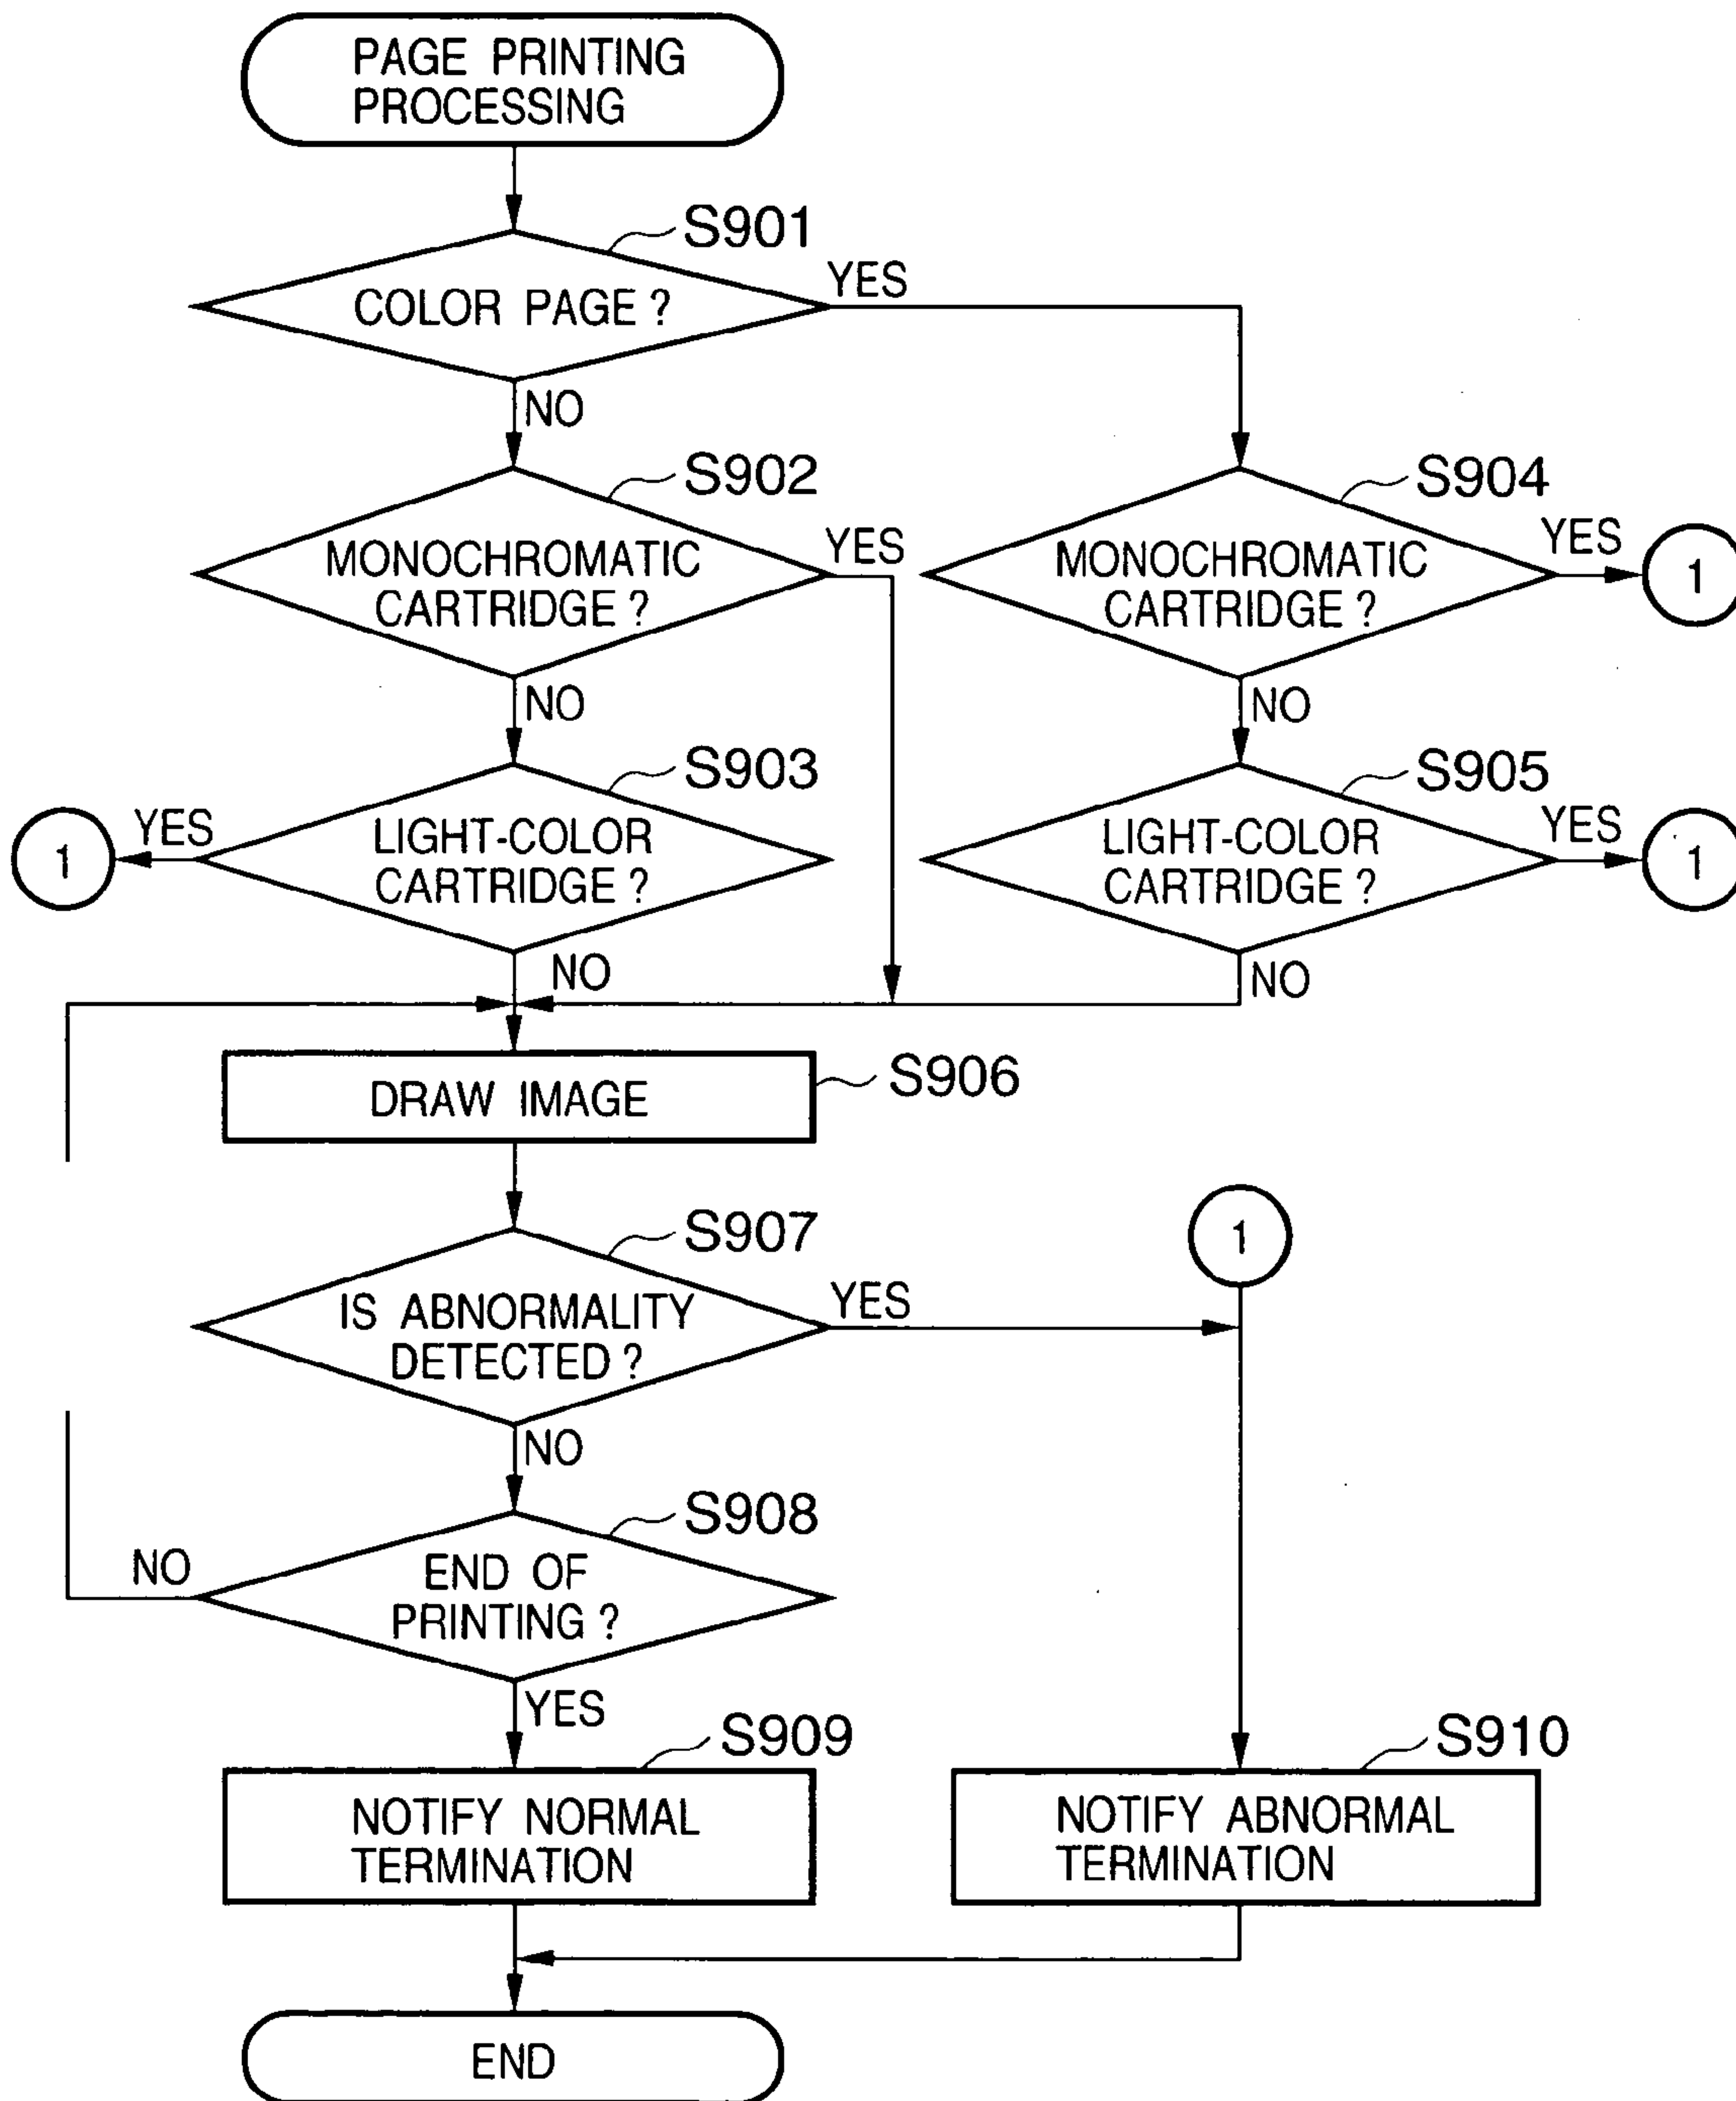 PAGE PRINTING
PROCESSING
S901
COLOR PAGE ?
YES
NO
S902
MONOCHROMATIC
CARTRIDGE ?
YES
NO
S904
MONOCHROMATIC
CARTRIDGE ?
YES
1
NO
S903
LIGHT-COLOR
CARTRIDGE ?
YES
1
NO
S905
LIGHT-COLOR
CARTRIDGE ?
YES
1
NO
DRAW IMAGE
S906
S907
IS ABNORMALITY
DETECTED ?
YES
1
NO
S908
END OF
PRINTING ?
NO
YES
S909
NOTIFY NORMAL
TERMINATION
S910
NOTIFY ABNORMAL
TERMINATION
END